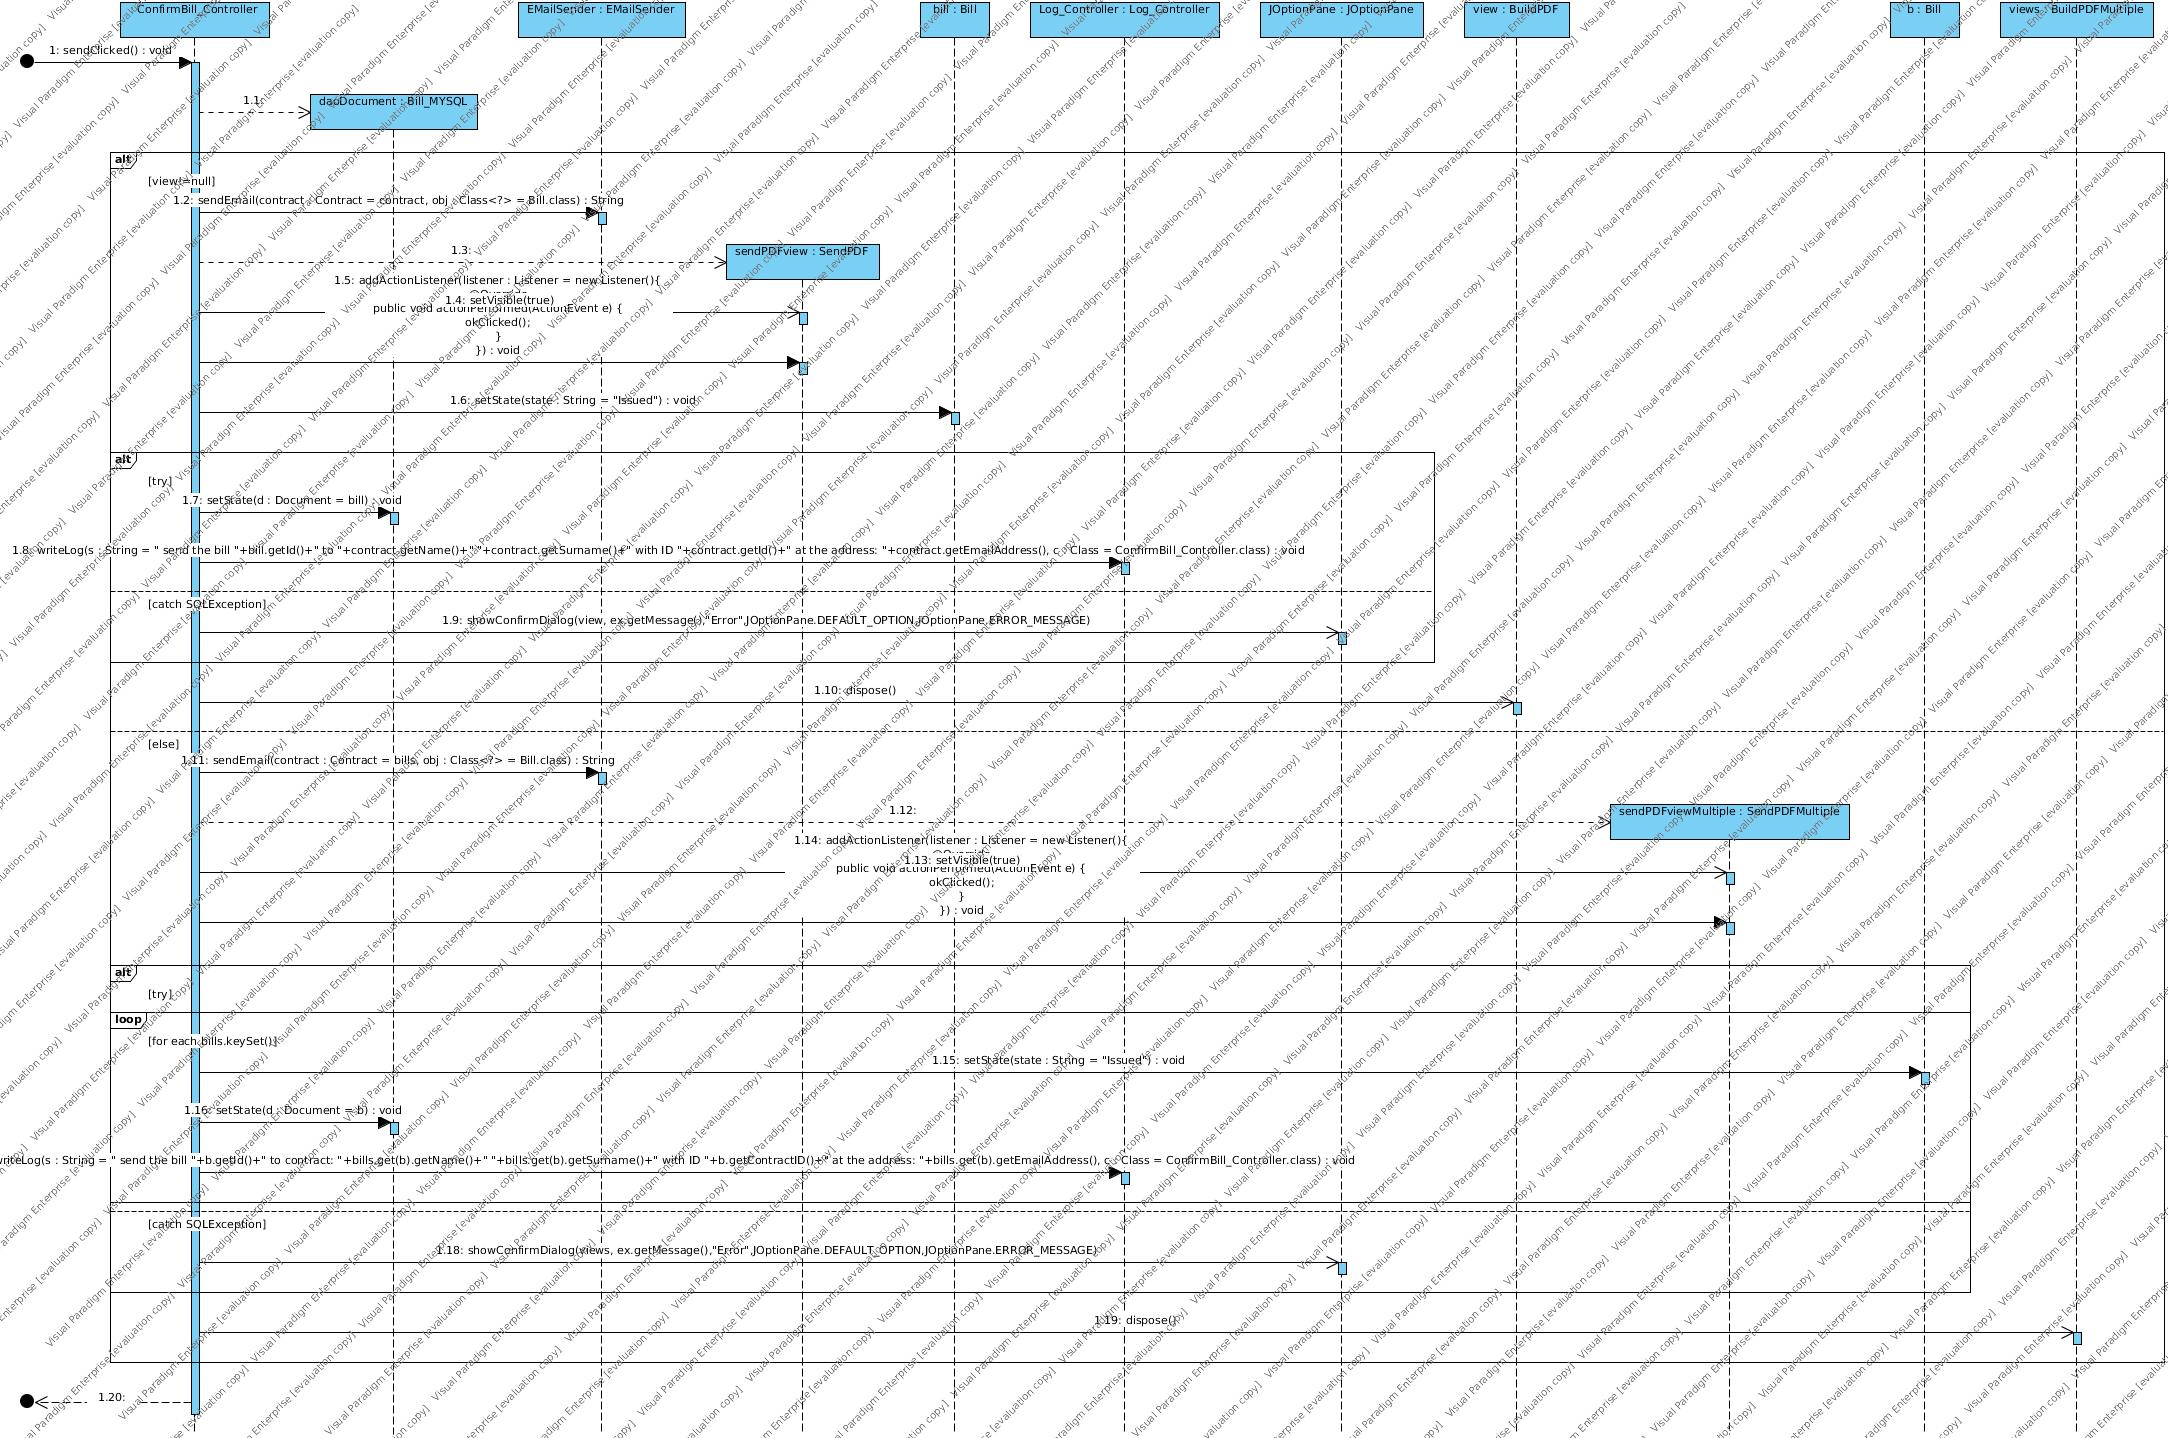 ConfirmBill_Controller
EMailSender : EMailSender
bill : Bill
Log_Controller : Log_Controller
JOptionPane : JOptionPane
view : BuildPDF
b : Bill
views : BuildPDFMultiple
1: sendClicked() : void
1.1:
daoDocument : Bill_MYSQL
alt
[view!=null]
1.2: sendEmail(contract : Contract = contract, obj : Class<?> = Bill.class) : String
1.3:
sendPDFview : SendPDF
1.5: addActionListener(listener : Listener = new Listener(){
1.4: setVisible(true)
public void actionPerformed(ActionEvent e) {
okClicked();
}
}) : void
1.6: setState(state : String = "Issued") : void
alt
[try]
1.7: setState(d : Document = bill) : void
1.8: writeLog(s : String = " send the bill "+bill.getId()+" to "+contract.getName()+" "+contract.getSurname()+" with ID "+contract.getId()+" at the address: "+contract.getEmailAddress(), c : Class = ConfirmBill_Controller.class) : void
[catch SQLException]
1.9: showConfirmDialog(view, ex.getMessage(),"Error",JOptionPane.DEFAULT_OPTION,JOptionPane.ERROR_MESSAGE)
1.10: dispose()
[else]
1.11: sendEmail(contract : Contract = bills, obj : Class<?> = Bill.class) : String
1.12:
sendPDFviewMultiple : SendPDFMultiple
1.14: addActionListener(listener : Listener = new Listener(){
@Override
1.13: setVisible(true)
public void actionPerformed(ActionEvent e) {
okClicked();
}
}) : void
alt
[try]
loop
[for each bills.keySet()]
1.15: setState(state : String = "Issued") : void
1.16: setState(d : Document = b) : void
writeLog(s : String = " send the bill "+b.getId()+" to contract: "+bills.get(b).getName()+" "+bills.get(b).getSurname()+" with ID "+b.getContractID()+" at the address: "+bills.get(b).getEmailAddress(), c : Class = ConfirmBill_Controller.class) : void
[catch SQLException]
1.18: showConfirmDialog(views, ex.getMessage(),"Error",JOptionPane.DEFAULT_OPTION,JOptionPane.ERROR_MESSAGE)
1.19: dispose()
1.20:
Visual Paradigm Enterprise [evaluation copy]